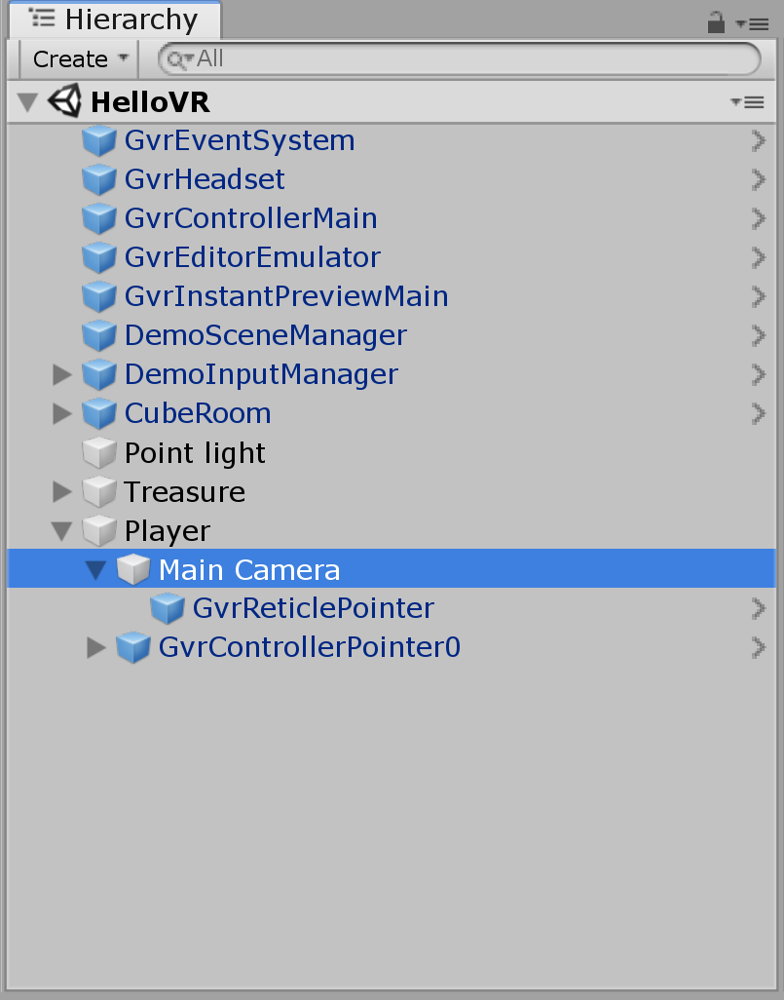 Hierarchy
Create
All
HelloVR
GvrEventSystem
GvrHeadset
GvrControllerMain
GvrEditorEmulator
GvrInstantPreviewMain
DemoSceneManager
DemoInputManager
CubeRoom
Point light
Treasure
Player
Main Camera
GvrReticlePointer
GvrControllerPointer0